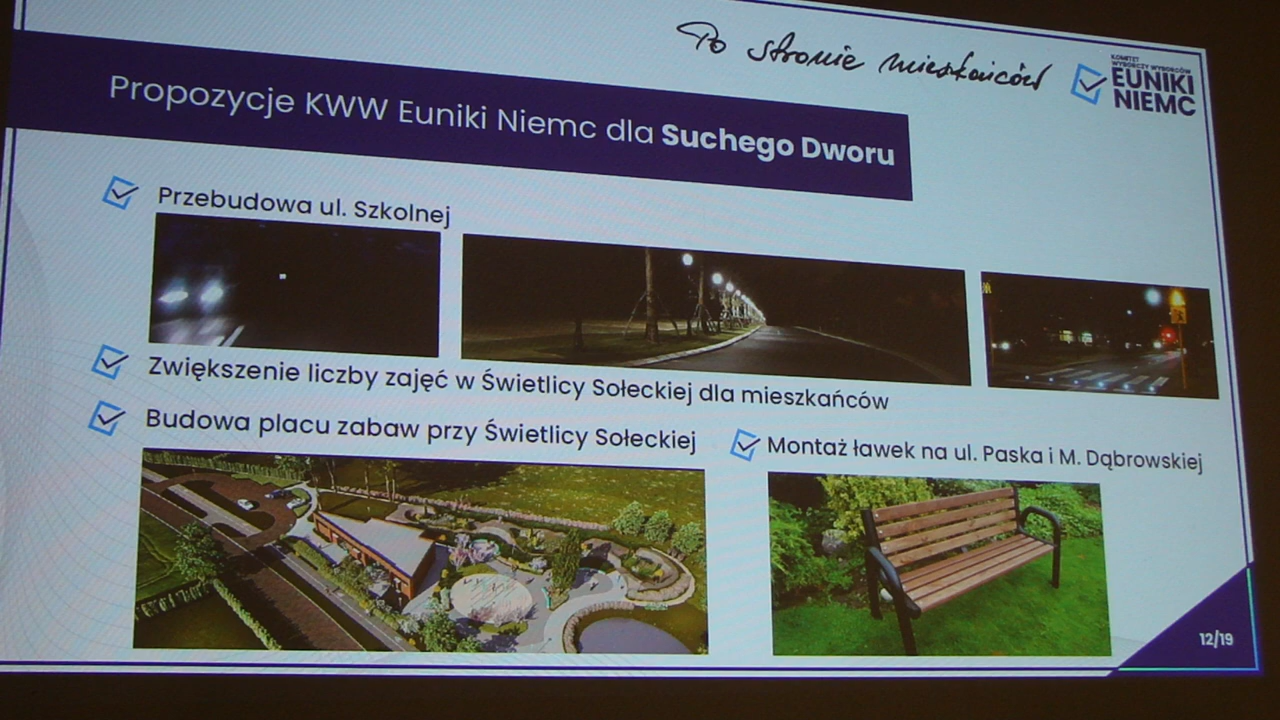 Po stronie mieszkańców
KOMITET
WYBORCZY WYBORCÓW
EUNIKI
NIEMC
Propozycje KWW Euniki Niemc dla Suchego Dworu
Przebudowa ul. Szkolnej
Zwiększenie liczby zajęć w Świetlicy Sołeckiej dla mieszkańców
Budowa placu zabaw przy Świetlicy Sołeckiej
Montaż ławek na ul. Paska i M. Dąbrowskiej
12/19